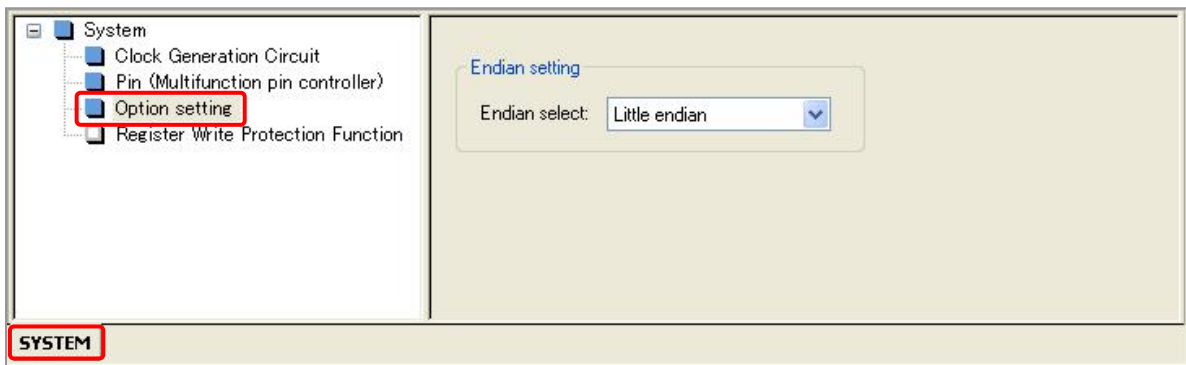 System
Clock Generation Circuit
Pin (Multifunction pin controller)
Option setting
Register Write Protection Function
Endian setting
Endian select: Little endian
SYSTEM